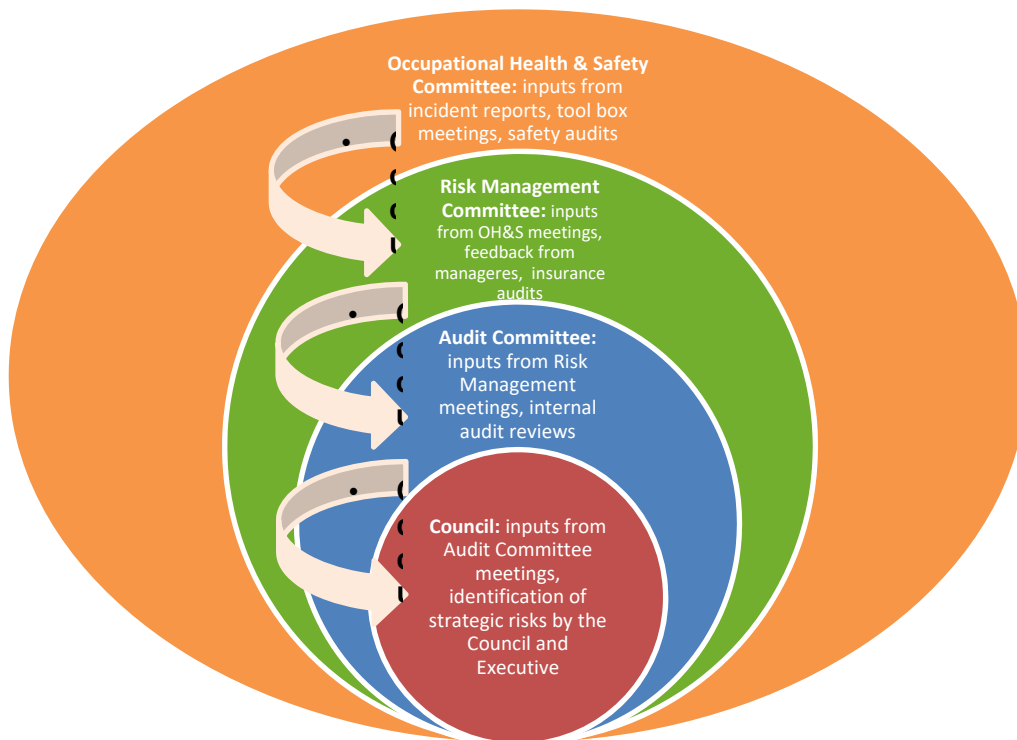 Occupational Health & Safety
Committee: inputs from
incident reports, tool box
meetings, safety audits
Risk Management
Committee: inputs
from OH&S meetings,
feedback from
manageres, insurance
audits
Audit Committee:
inputs from Risk
Management
meetings, internal
audit reviews
Council: inputs from
Audit Committee
meetings,
identification of
strategic risks by the
Council and
Executive